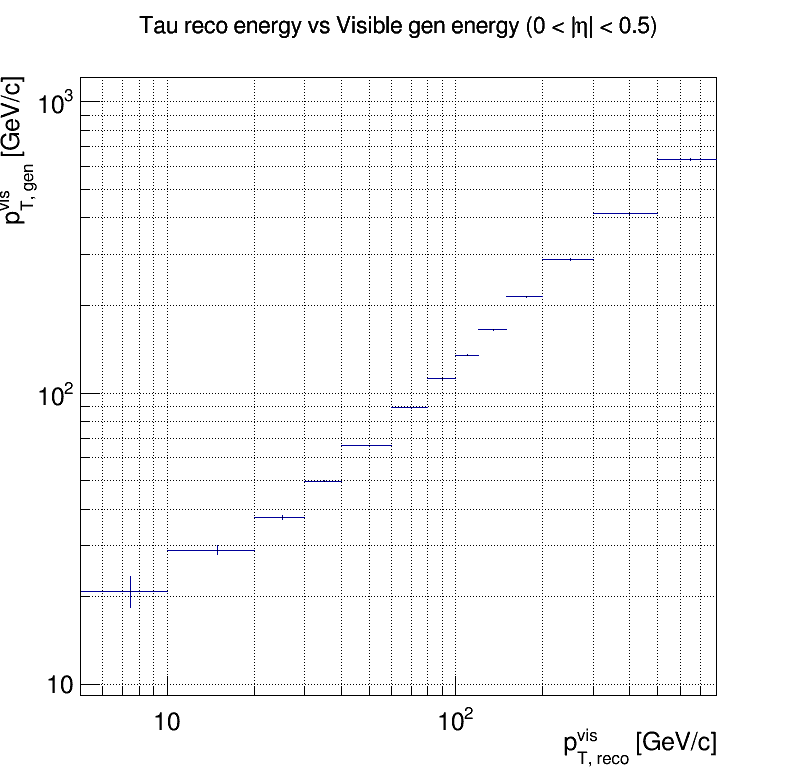 Tau reco energy vs Visible gen energy (0 < |η| < 0.5)
p^vis_T, gen [GeV/c]
10³
10²
10
10
10²
p^vis_T, reco [GeV/c]